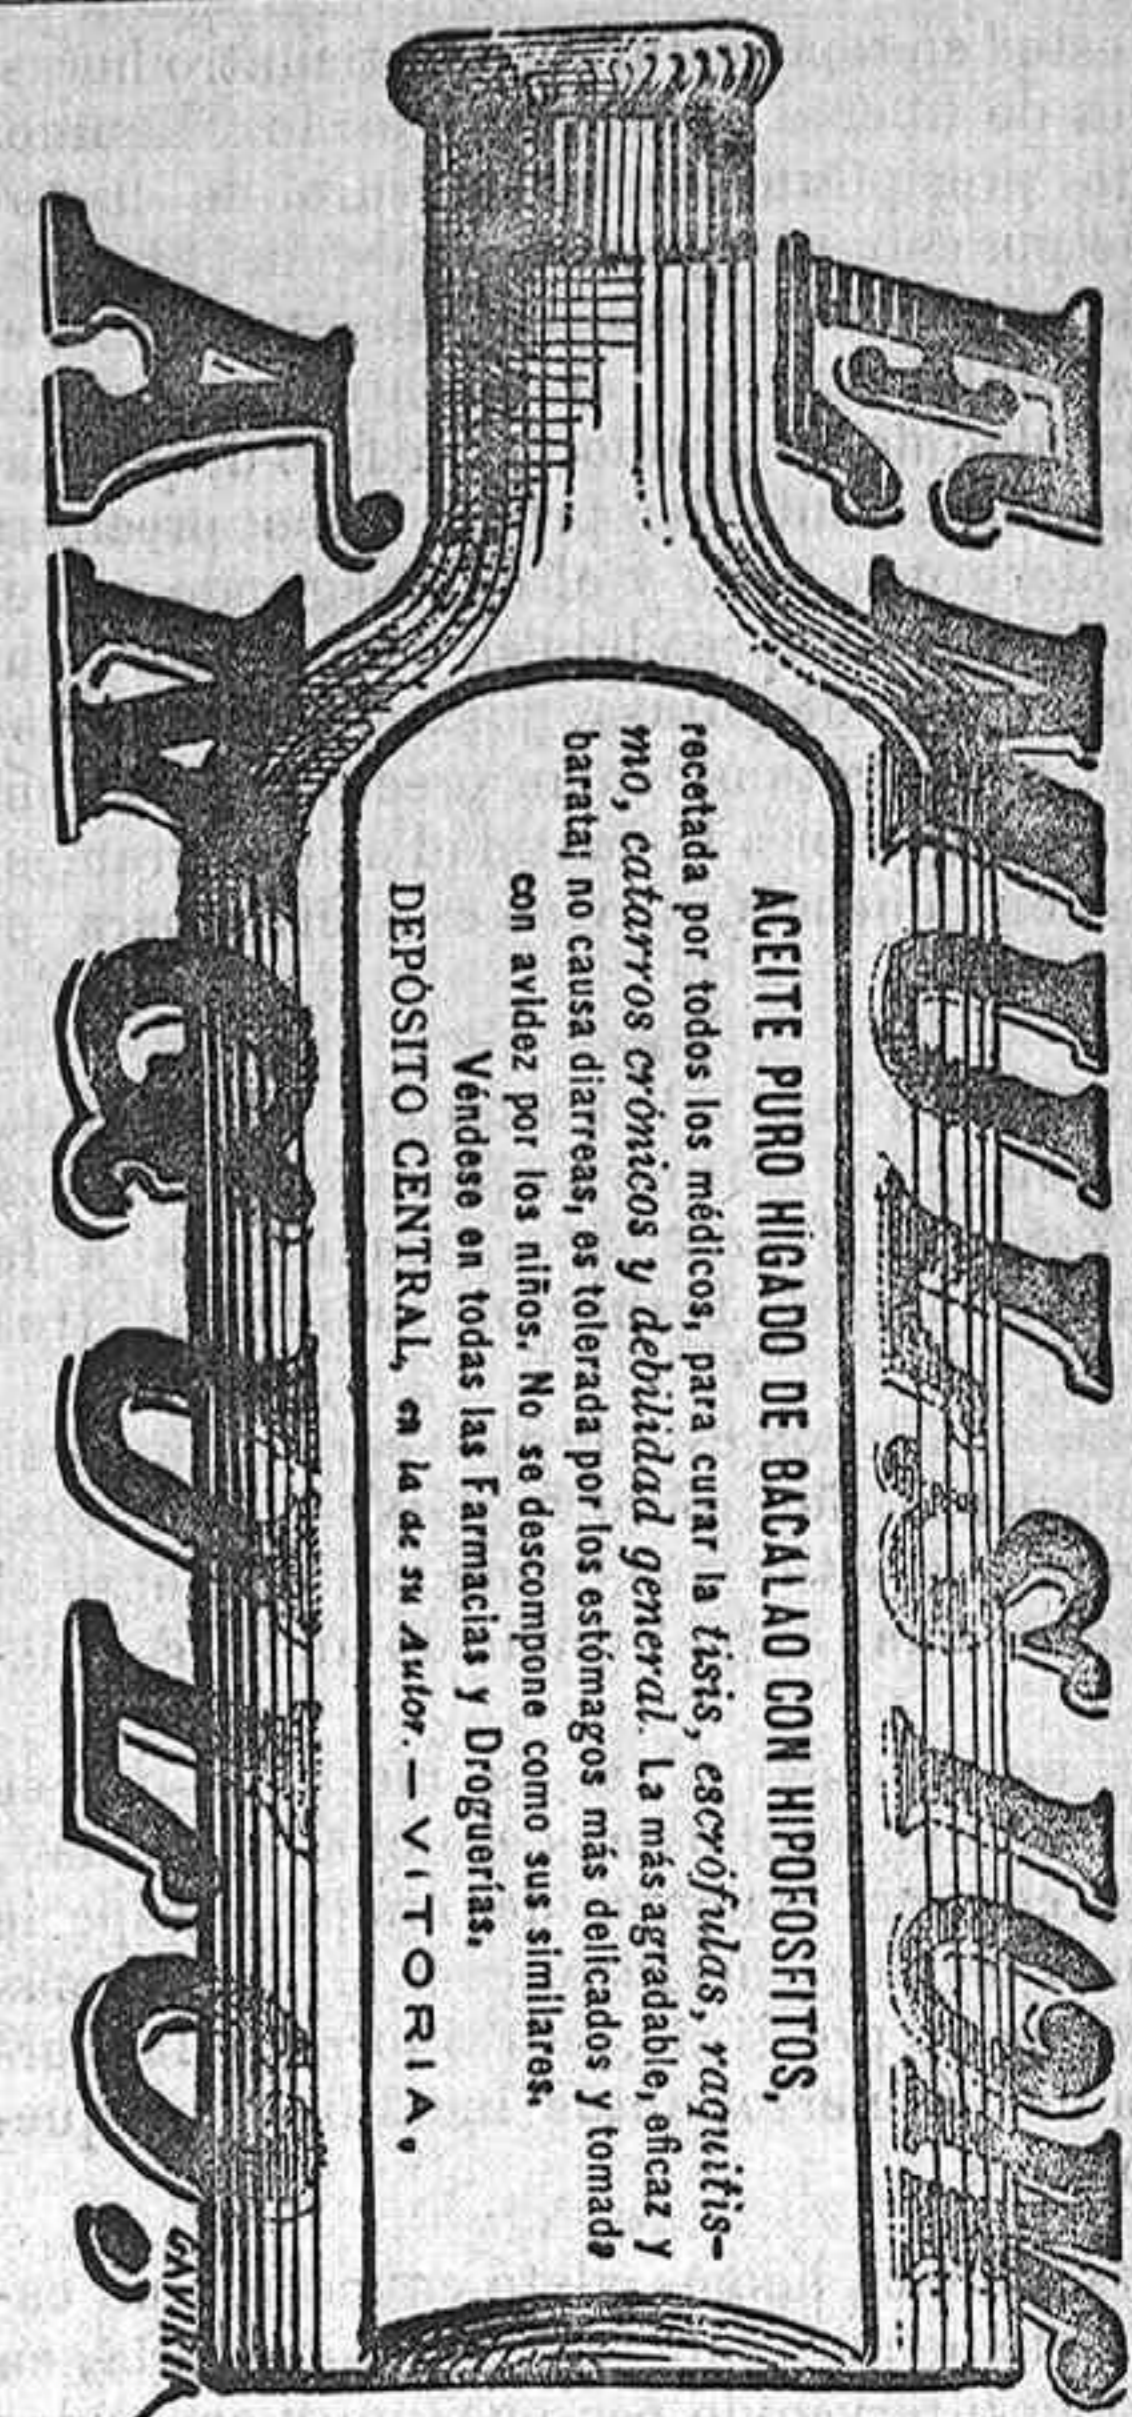 EMULSION
ACEITE PURO HÍGADO DE BACALAO CON HIPOFOSFITOS,
recetada por todos los médicos, para curar la tisis, escrófulas, raquitis-
mo, catarros crónicos y debilidad general. La más agradable, eficaz y
barata; no causa diarreas, es tolerada por los estómagos más delicados y tomada
con avidez por los niños. No se descompone como sus similares.
Véndese en todas las Farmacias y Droguerías.
DEPÓSITO CENTRAL, en la de su Autor.—VITORIA.
GAVIRIA